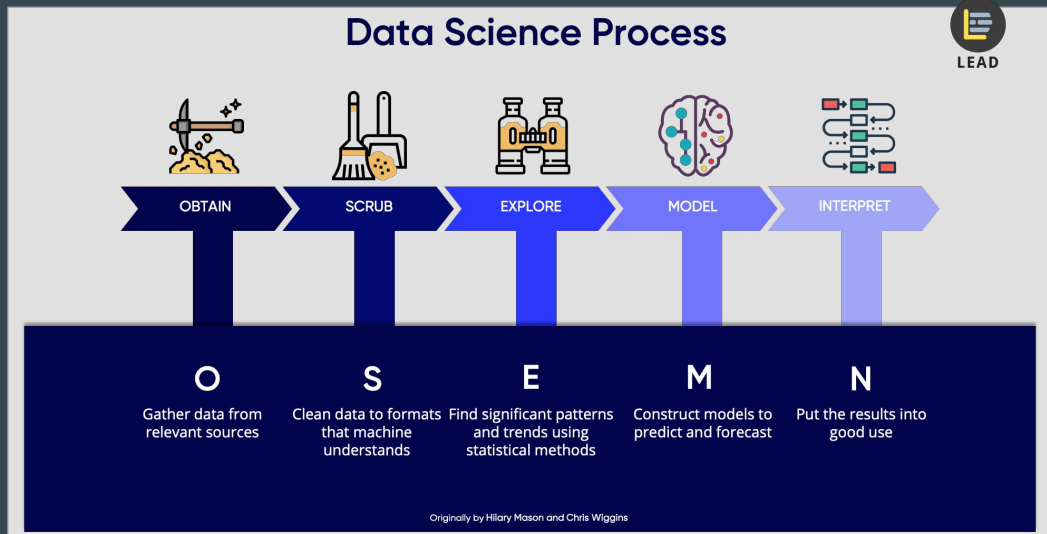 Data Science Process
LEAD
OBTAIN
SCRUB
EXPLORE
MODEL
INTERPRET
O
Gather data from
relevant sources
S
Clean data to formats
that machine
understands
E
Find significant patterns
and trends using
statistical methods
M
Construct models to
predict and forecast
N
Put the results into
good use
Originally by Hilary Mason and Chris Wiggins